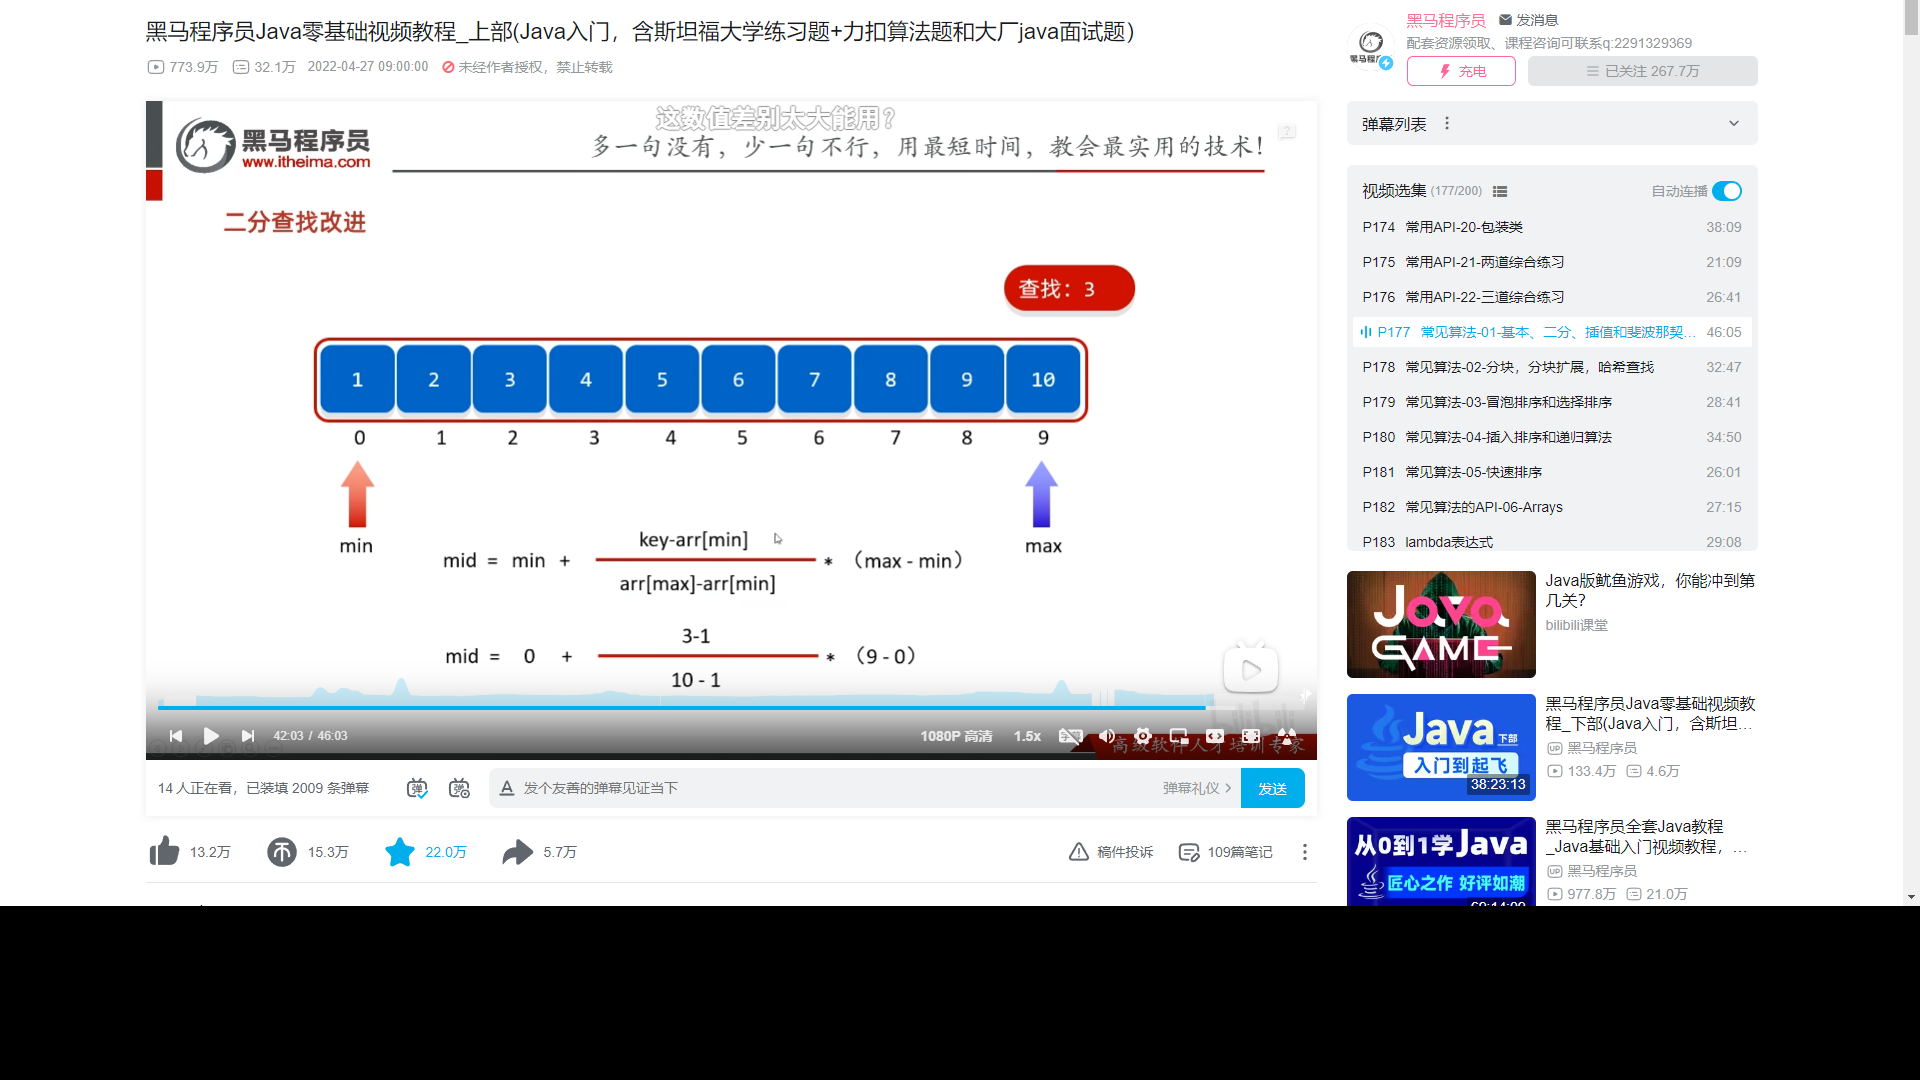 黑马程序员Java零基础视频教程_上部(Java入门，含斯坦福大学练习题+力扣算法题和大厂java面试题）
773.9万 32.1万 2022-04-27 09:00:00 未经作者授权，禁止转载
黑马程序员 发消息
配套资源领取、课程咨询可联系q:2291329369
充电
已关注 267.7万
这数值差别太大能用？
黑马程序员
www.itheima.com
多一句没有，少一句不行，用最短时间，教会最实用的技术！
二分查找改进
查找：3
1 2 3 4 5 6 7 8 9 10
0 1 2 3 4 5 6 7 8 9
min
max
key-arr[min]
mid = min + * （max - min）
arr[max]-arr[min]
3-1
mid = 0 + * （9 - 0）
10 - 1
42:03 / 46:03
1080P 高清
1.5x
高级软件人才培训专家
14 人正在看，已装填 2009 条弹幕
发个友善的弹幕见证当下
弹幕礼仪
发送
13.2万
15.3万
22.0万
5.7万
稿件投诉
109篇笔记
弹幕列表
视频选集 (177/200)
自动连播
P174 常用API-20-包装类 38:09
P175 常用API-21-两道综合练习 21:09
P176 常用API-22-三道综合练习 26:41
P177 常见算法-01-基本、二分、插值和斐波那契... 46:05
P178 常见算法-02-分块，分块扩展，哈希查找 32:47
P179 常见算法-03-冒泡排序和选择排序 28:41
P180 常见算法-04-插入排序和递归算法 34:50
P181 常见算法-05-快速排序 26:01
P182 常见算法的API-06-Arrays 27:15
P183 lambda表达式 29:08
Java
GAME
Java版鱿鱼游戏，你能冲到第
几关？
bilibili课堂
Java 下部
入门到起飞
38:23:13
黑马程序员Java零基础视频教
程_下部(Java入门，含斯坦...
UP 黑马程序员
133.4万 4.6万
从0到1学Java
匠心之作 好评如潮
黑马程序员全套Java教程
_Java基础入门视频教程，...
UP 黑马程序员
977.8万 21.0万